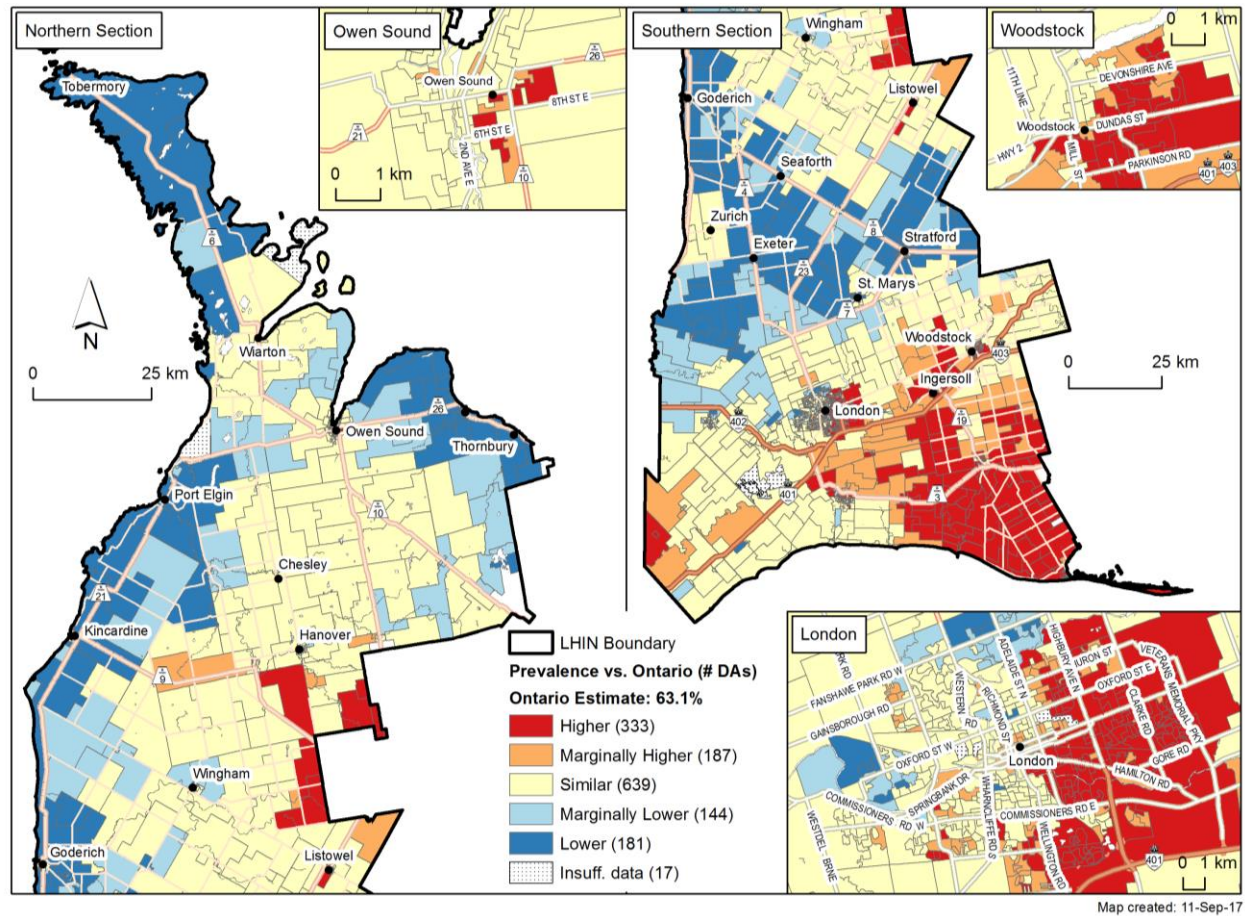 Northern Section
Tobermory
6
N
0 25 km
Wiarton
26
Owen Sound
Thornbury
Port Elgin
10
Chesley
21
Kincardine
Hanover
9
Wingham
Goderich
Listowel
Owen Sound
26
Owen Sound
8TH ST E
6TH ST E
21
2ND AVE E
10
0 1 km
Southern Section
Wingham
Goderich
Listowel
Seaforth
4
Zurich
8
Exeter
Stratford
23
St. Marys
7
Woodstock
403
Ingersoll
London
19
402
401
3
0 25 km
Woodstock
0 1 km
11TH LINE
DEVONSHIRE AVE
Woodstock
DUNDAS ST
HWY 2
MILL ST
PARKINSON RD
403
401
LHIN Boundary
Prevalence vs. Ontario (# DAs)
Ontario Estimate: 63.1%
Higher (333)
Marginally Higher (187)
Similar (639)
Marginally Lower (144)
Lower (181)
Insuff. data (17)
London
FANSHAWE PARK RD W
GAINSBOROUGH RD
WESTERN RD
RICHMOND ST
ADELAIDE ST N
HIGHBURY AVE N
HURON ST
OXFORD ST E
VETERANS MEMORIAL PKY
CLARKE RD
GORE RD
OXFORD ST W
London
HAMILTON RD
SPRINGBANK DR
COMMISSIONERS RD W
COMMISSIONERS RD E
WHARNCLIFFE RD S
WELLINGTON RD
WESTDEL-BRNE
401
0 1 km
Map created: 11-Sep-17